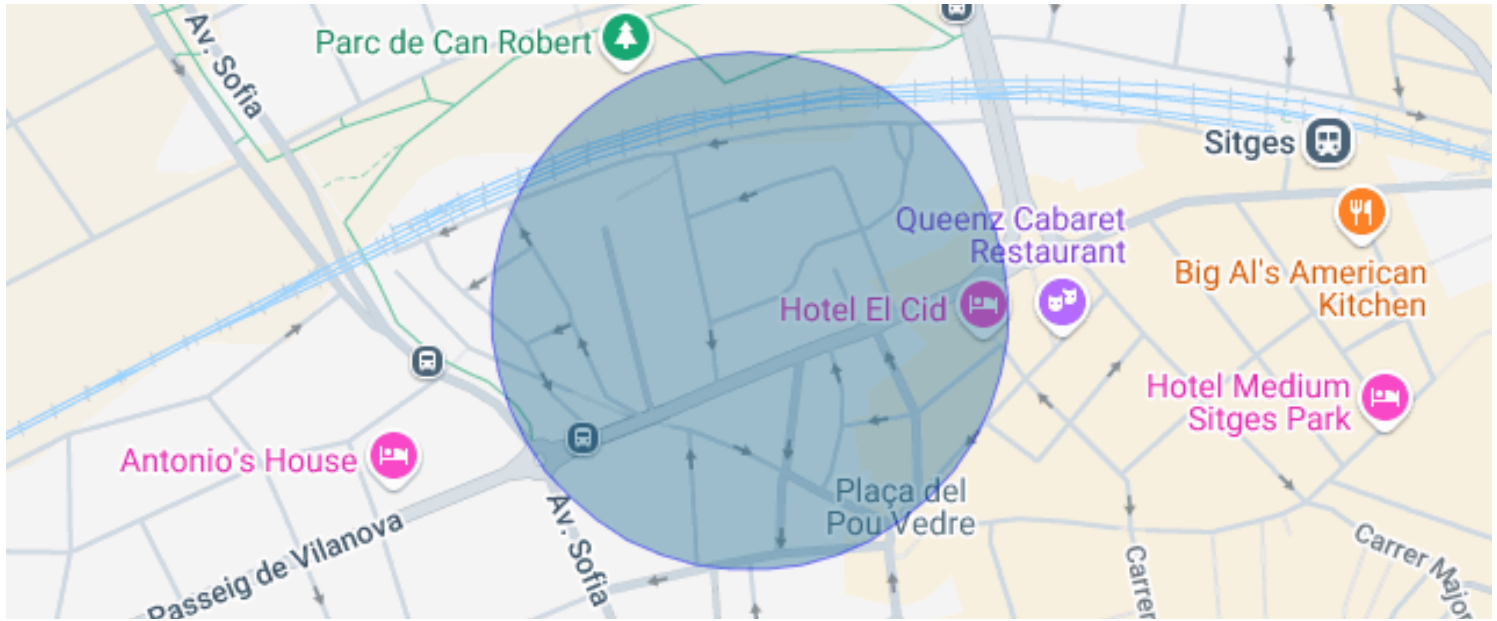 Av. Sofia
Parc de Can Robert
Sitges
Queenz Cabaret
Restaurant
Big Al's American
Kitchen
Hotel El Cid
Hotel Medium
Sitges Park
Antonio's House
Plaça del
Pou Vedre
Passeig de Vilanova
Av. Sofia
Carrer
Carrer Major